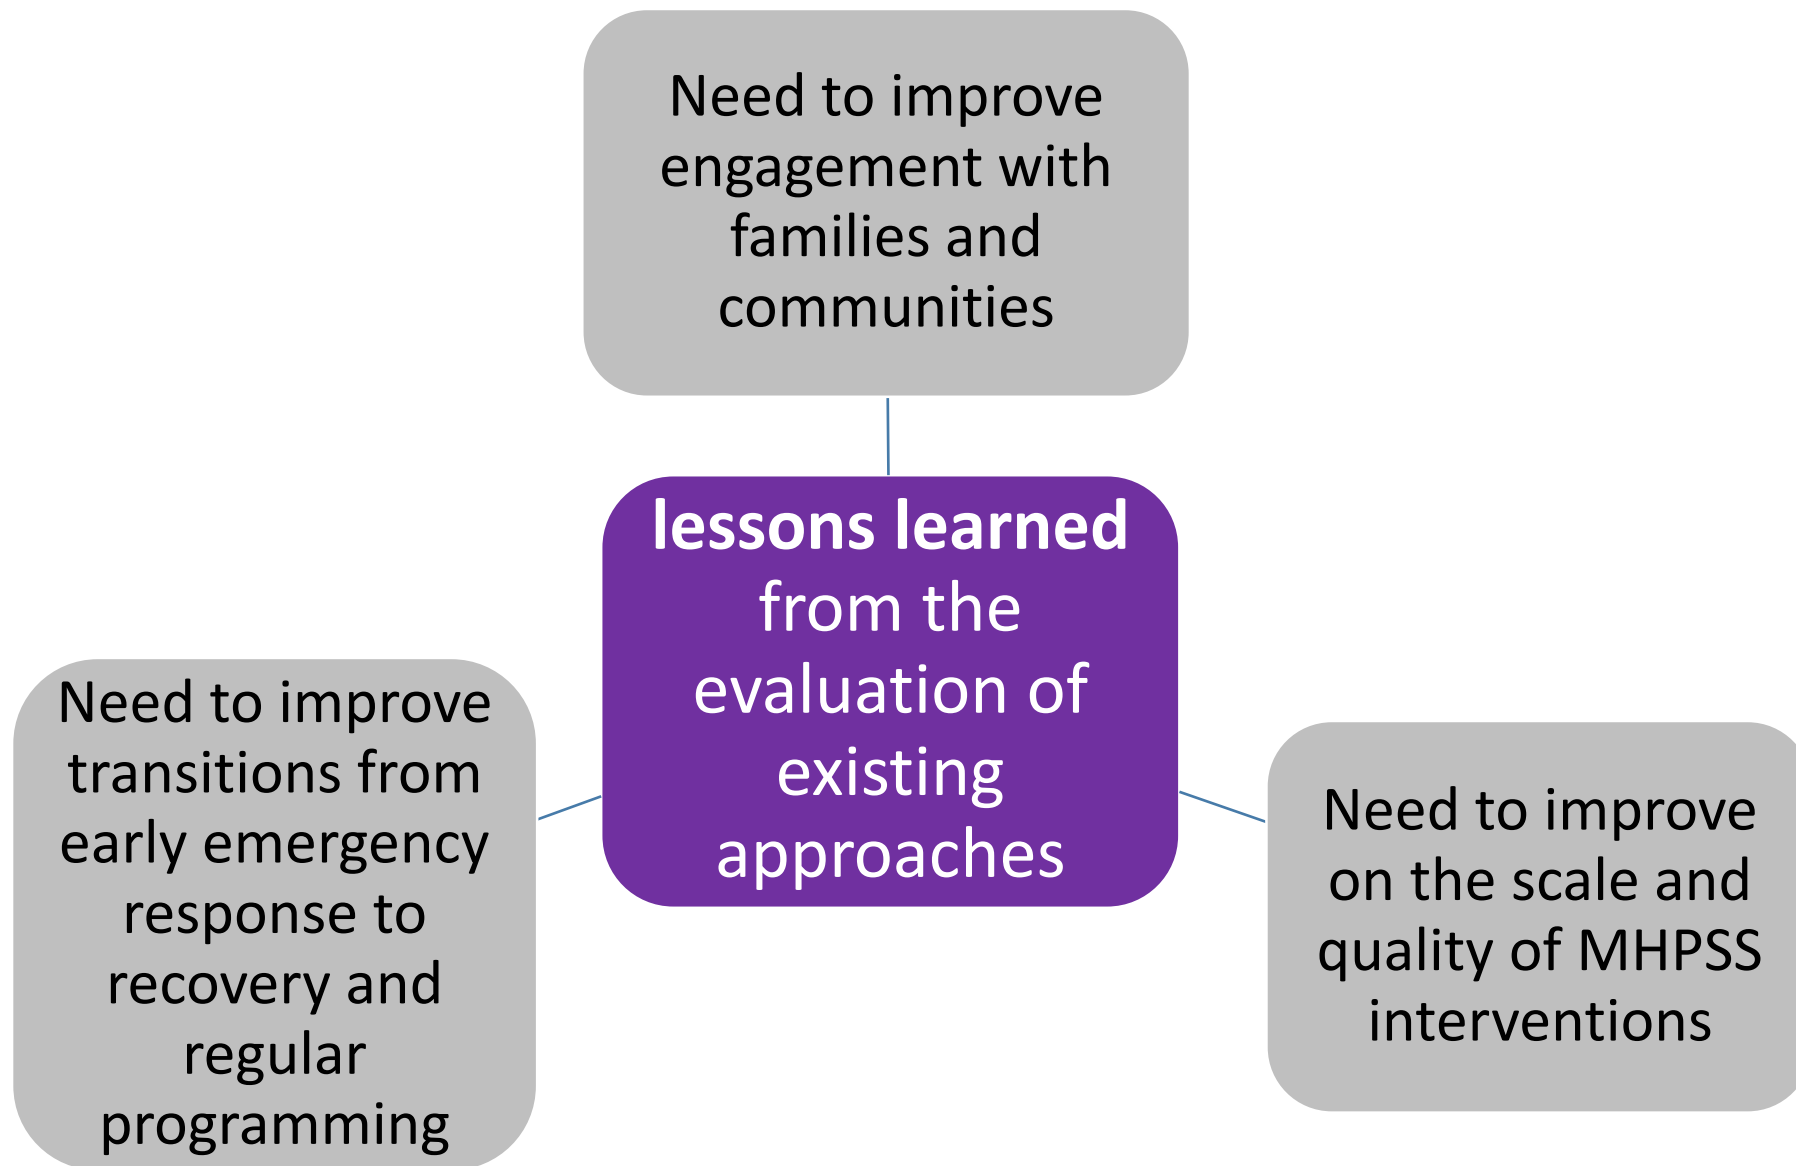 Need to improve
engagement with
families and
communities
lessons learned
from the
evaluation of
existing
approaches
Need to improve
transitions from
early emergency
response to
recovery and
regular
programming
Need to improve
on the scale and
quality of MHPSS
interventions